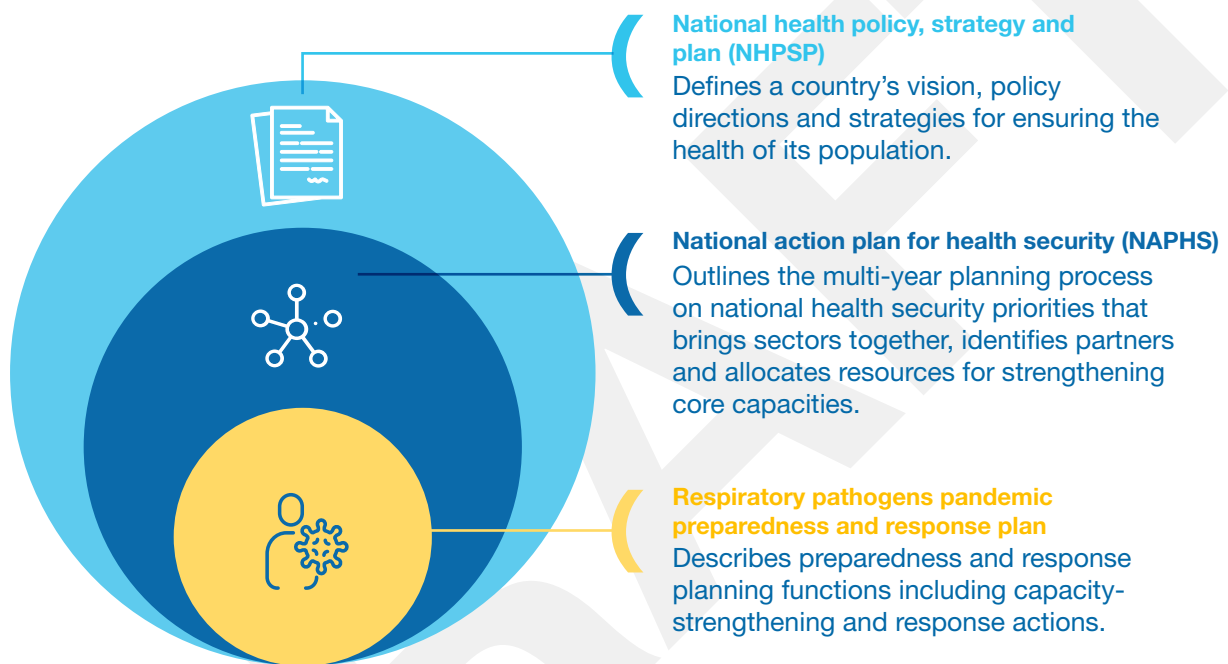 National health policy, strategy and
plan (NHPSP)
Defines a country’s vision, policy
directions and strategies for ensuring the
health of its population.
National action plan for health security (NAPHS)
Outlines the multi-year planning process
on national health security priorities that
brings sectors together, identifies partners
and allocates resources for strengthening
core capacities.
Respiratory pathogens pandemic
preparedness and response plan
Describes preparedness and response
planning functions including capacity-
strengthening and response actions.